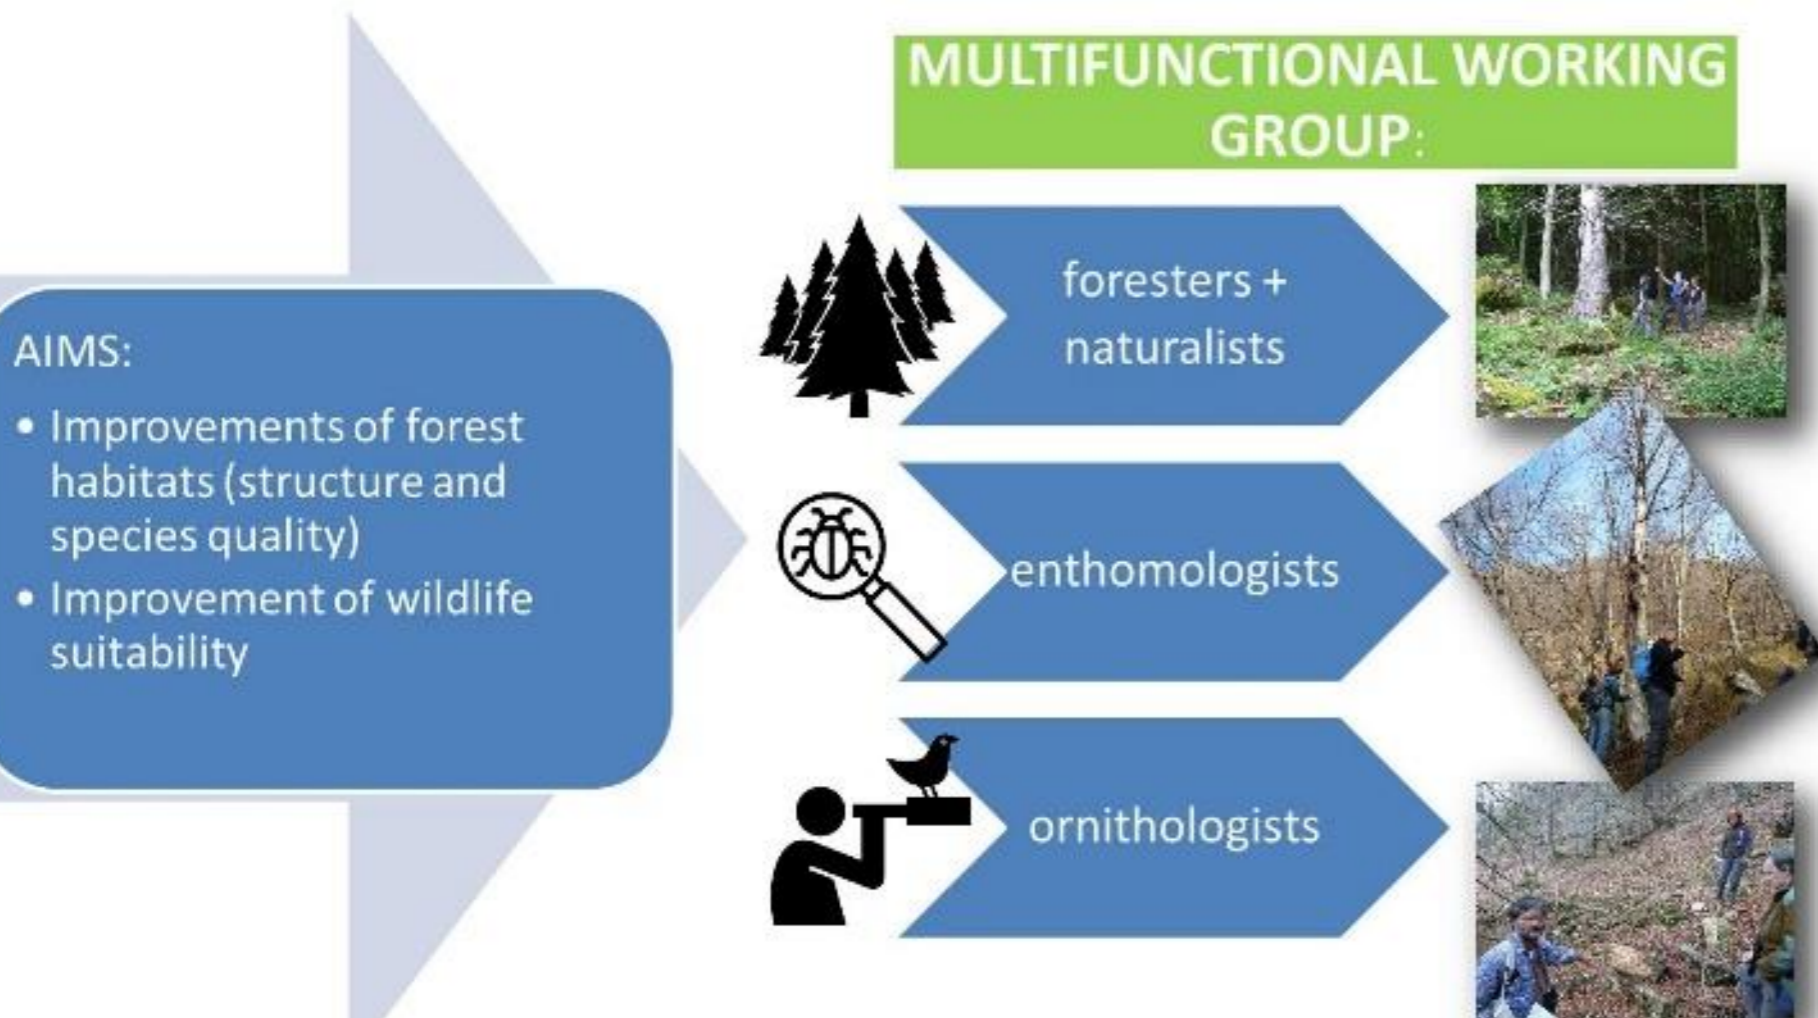 MULTIFUNCTIONAL WORKING
GROUP:
AIMS:
• Improvements of forest
habitats (structure and
species quality)
• Improvement of wildlife
suitability
foresters +
naturalists
enthomologists
ornithologists